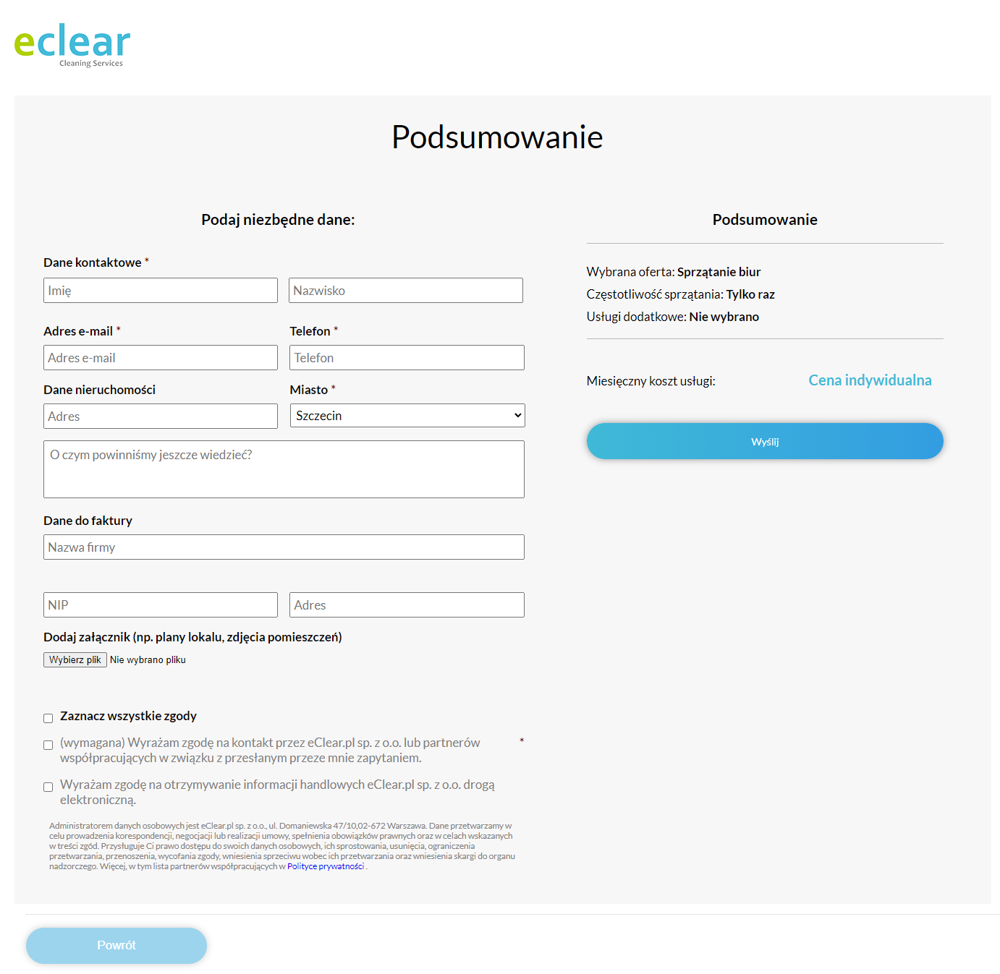 eclear
Cleaning Services
Podsumowanie
Podaj niezbędne dane:
Dane kontaktowe *
Imię
Nazwisko
Adres e-mail *
Telefon *
Adres e-mail
Telefon
Dane nieruchomości
Miasto *
Adres
Szczecin
O czym powinniśmy jeszcze wiedzieć?
Dane do faktury
Nazwa firmy
NIP
Adres
Dodaj załącznik (np. plany lokalu, zdjęcia pomieszczeń)
Wybierz plik Nie wybrano pliku
Zaznacz wszystkie zgody
(wymagana) Wyrażam zgodę na kontakt przez eClear.pl sp. z o.o. lub partnerów *
współpracujących w związku z przesłanym przeze mnie zapytaniem.
Wyrażam zgodę na otrzymywanie informacji handlowych eClear.pl sp. z o.o. drogą
elektroniczną.
Administratorem danych osobowych jest eClear.pl sp. z o.o., ul. Domaniewska 47/10,02-672 Warszawa. Dane przetwarzamy w
celu prowadzenia korespondencji, negocjacji lub realizacji umowy, spełnienia obowiązków prawnych oraz w celach wskazanych
w treści zgód. Przysługuje Ci prawo dostępu do swoich danych osobowych, ich sprostowania, usunięcia, ograniczenia
przetwarzania, przenoszenia, wycofania zgody, wniesienia sprzeciwu wobec ich przetwarzania oraz wniesienia skargi do organu
nadzorczego. Więcej, w tym lista partnerów współpracujących w Polityce prywatności .
Podsumowanie
Wybrana oferta: Sprzątanie biur
Częstotliwość sprzątania: Tylko raz
Usługi dodatkowe: Nie wybrano
Miesięczny koszt usługi: Cena indywidualna
Wyślij
Powrót